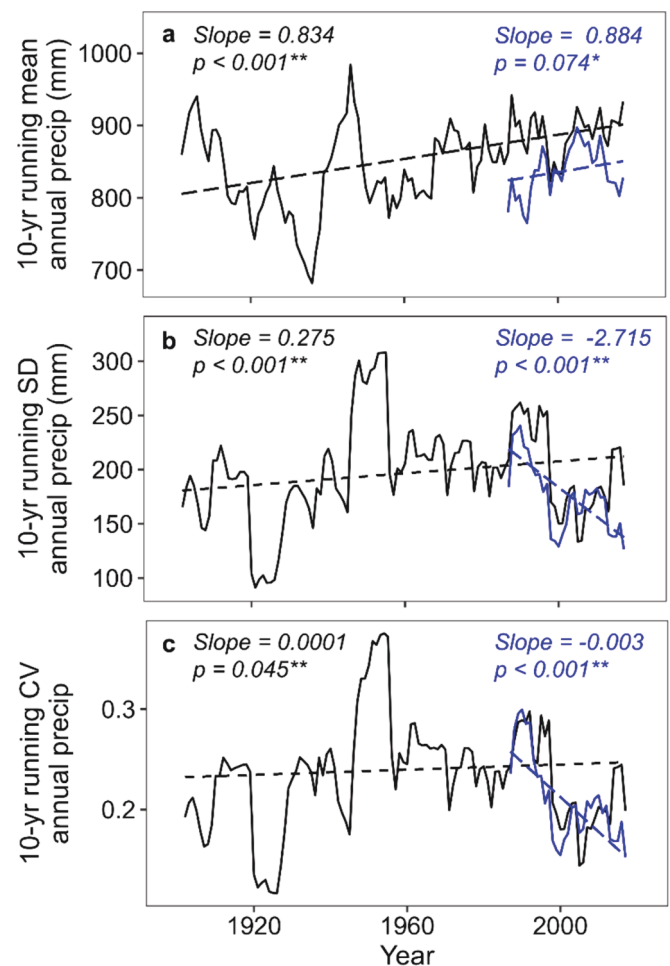 10-yr running mean
annual precip (mm)
a
Slope = 0.834
p < 0.001**
Slope = 0.884
p = 0.074*
1000
900
800
700
10-yr running SD
annual precip (mm)
b
Slope = 0.275
p < 0.001**
Slope = -2.715
p < 0.001**
300
250
200
150
100
10-yr running CV
annual precip
c
Slope = 0.0001
p = 0.045**
Slope = -0.003
p < 0.001**
0.3
0.2
1920
1960
2000
Year